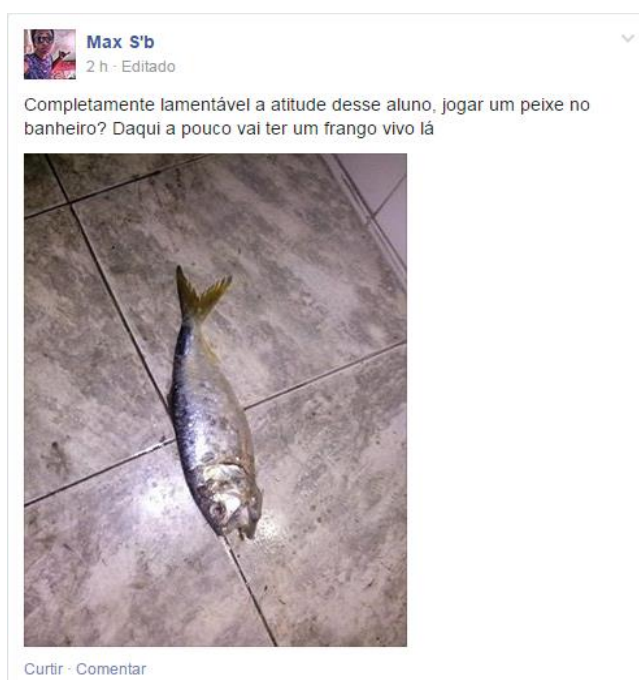 Max S'b
2 h · Editado
Completamente lamentável a atitude desse aluno, jogar um peixe no
banheiro? Daqui a pouco vai ter um frango vivo lá
Curtir · Comentar